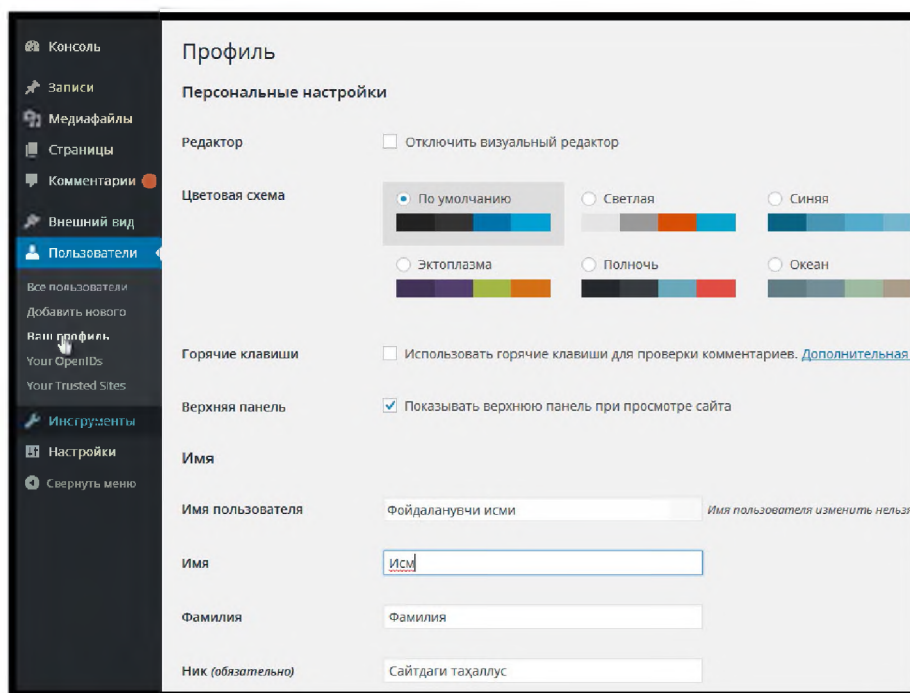 Консоль
Записи
Медиафайлы
Страницы
Комментарии
Внешний вид
Пользователи
Все пользователи
Добавить нового
Ваш профиль
Your OpenIDs
Your Trusted Sites
Инструменты
Настройки
Свернуть меню
Профиль
Персональные настройки
Редактор
Отключить визуальный редактор
Цветовая схема
По умолчанию
Светлая
Синяя
Эктоплазма
Полночь
Океан
Горячие клавиши
Использовать горячие клавиши для проверки комментариев. Дополнительная
Верхняя панель
Показывать верхнюю панель при просмотре сайта
Имя
Имя пользователя
Фойдаланувчи исми
Имя пользователя изменить нельзя
Имя
Исм
Фамилия
Фамилия
Ник (обязательно)
Сайтдаги таҳаллус